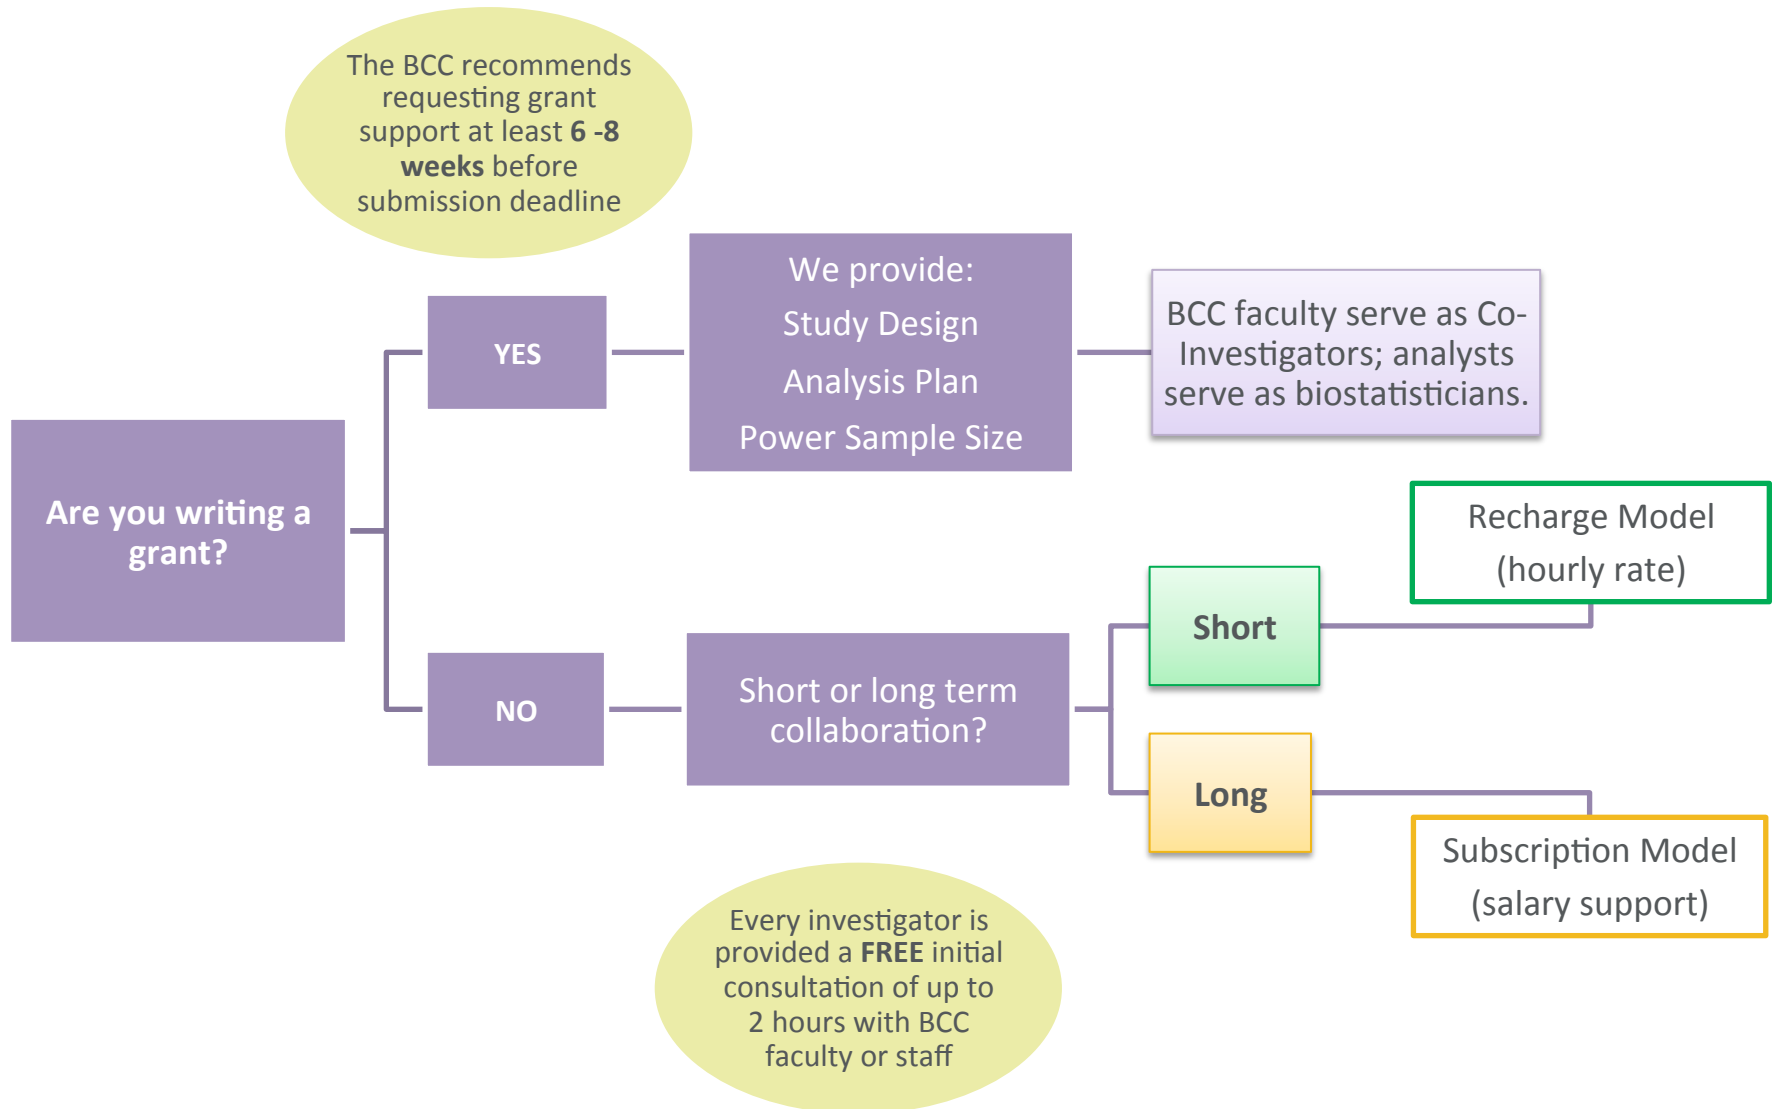 The BCC recommends
requesting grant
support at least 6 -8
weeks before
submission deadline
We provide:
Study Design
Analysis Plan
Power Sample Size
BCC faculty serve as Co-
Investigators; analysts
serve as biostatisticians.
YES
Are you writing a
grant?
NO
Short or long term
collaboration?
Short
Recharge Model
(hourly rate)
Long
Subscription Model
(salary support)
Every investigator is
provided a FREE initial
consultation of up to
2 hours with BCC
faculty or staff